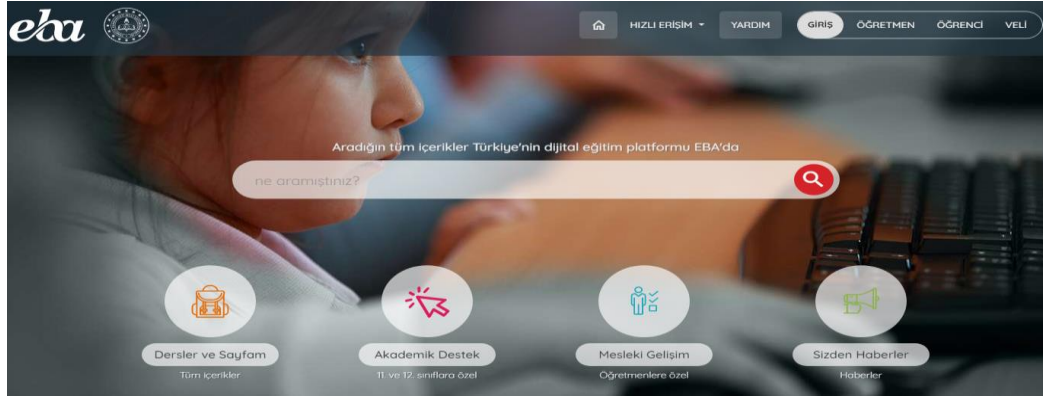 eba
HIZLI ERİŞİM
YARDIM
GİRİŞ
ÖĞRETMEN
ÖĞRENCİ
VELİ
Aradığın tüm içerikler Türkiye'nin dijital eğitim platformu EBA'da
ne aramıştınız?
Dersler ve Sayfam
Tüm içerikler
Akademik Destek
11. ve 12. sınıflara özel
Mesleki Gelişim
Öğretmenlere özel
Sizden Haberler
Haberler